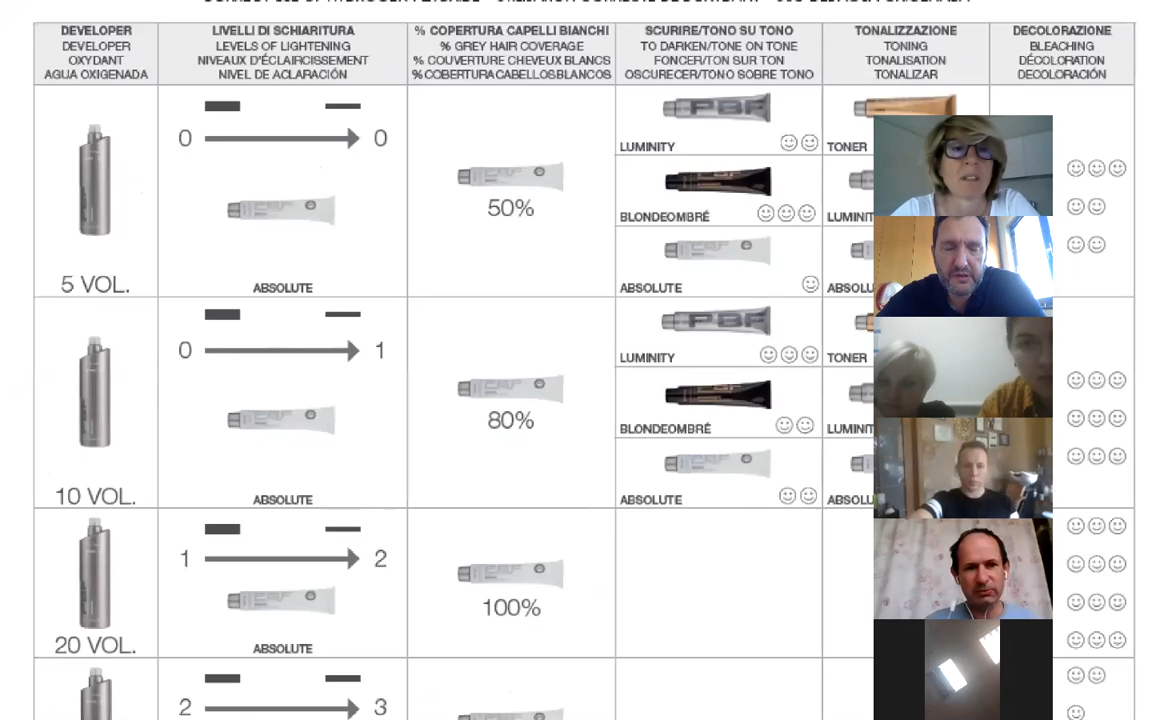 DEVELOPER
DEVELOPER
OXYDANT
AGUA OXIGENADA
LIVELLI DI SCHIARITURA
LEVELS OF LIGHTENING
NIVEAUX D'ÉCLAIRCISSEMENT
NIVEL DE ACLARACIÓN
% COPERTURA CAPELLI BIANCHI
% GREY HAIR COVERAGE
% COUVERTURE CHEVEUX BLANCS
% COBERTURA CABELLOS BLANCOS
SCURIRE/TONO SU TONO
TO DARKEN/TONE ON TONE
FONCER/TON SUR TON
OSCURECER/TONO SOBRE TONO
TONALIZZAZIONE
TONING
TONALISATION
TONALIZAR
DECOLORAZIONE
BLEACHING
DÉCOLORATION
DECOLORACIÓN
5 VOL.
0 0
ABSOLUTE
50%
LUMINITY
BLONDEOMBRÉ
ABSOLUTE
TONER
LUMINIT
ABSOLU
10 VOL.
0 1
ABSOLUTE
80%
LUMINITY
BLONDEOMBRÉ
ABSOLUTE
TONER
LUMINIT
ABSOLU
20 VOL.
1 2
ABSOLUTE
100%
2 3